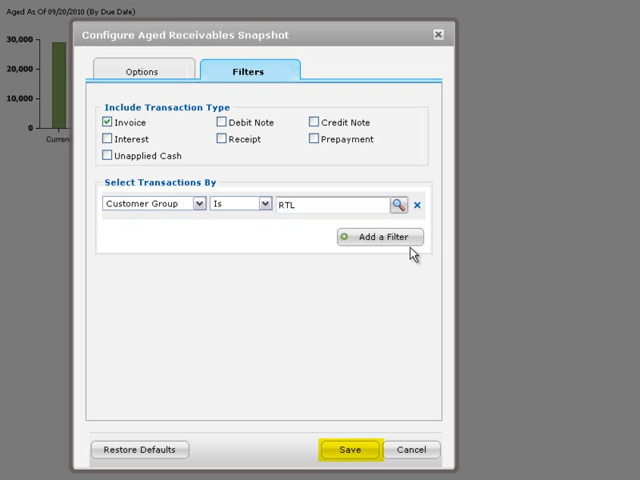 Aged As Of 09/20/2010 (By Due Date)
30,000
20,000
10,000
0
Curren
Configure Aged Receivables Snapshot
Options
Filters
Include Transaction Type
Invoice
Debit Note
Credit Note
Interest
Receipt
Prepayment
Unapplied Cash
Select Transactions By
Customer Group
Is
RTL
Add a Filter
Restore Defaults
Save
Cancel